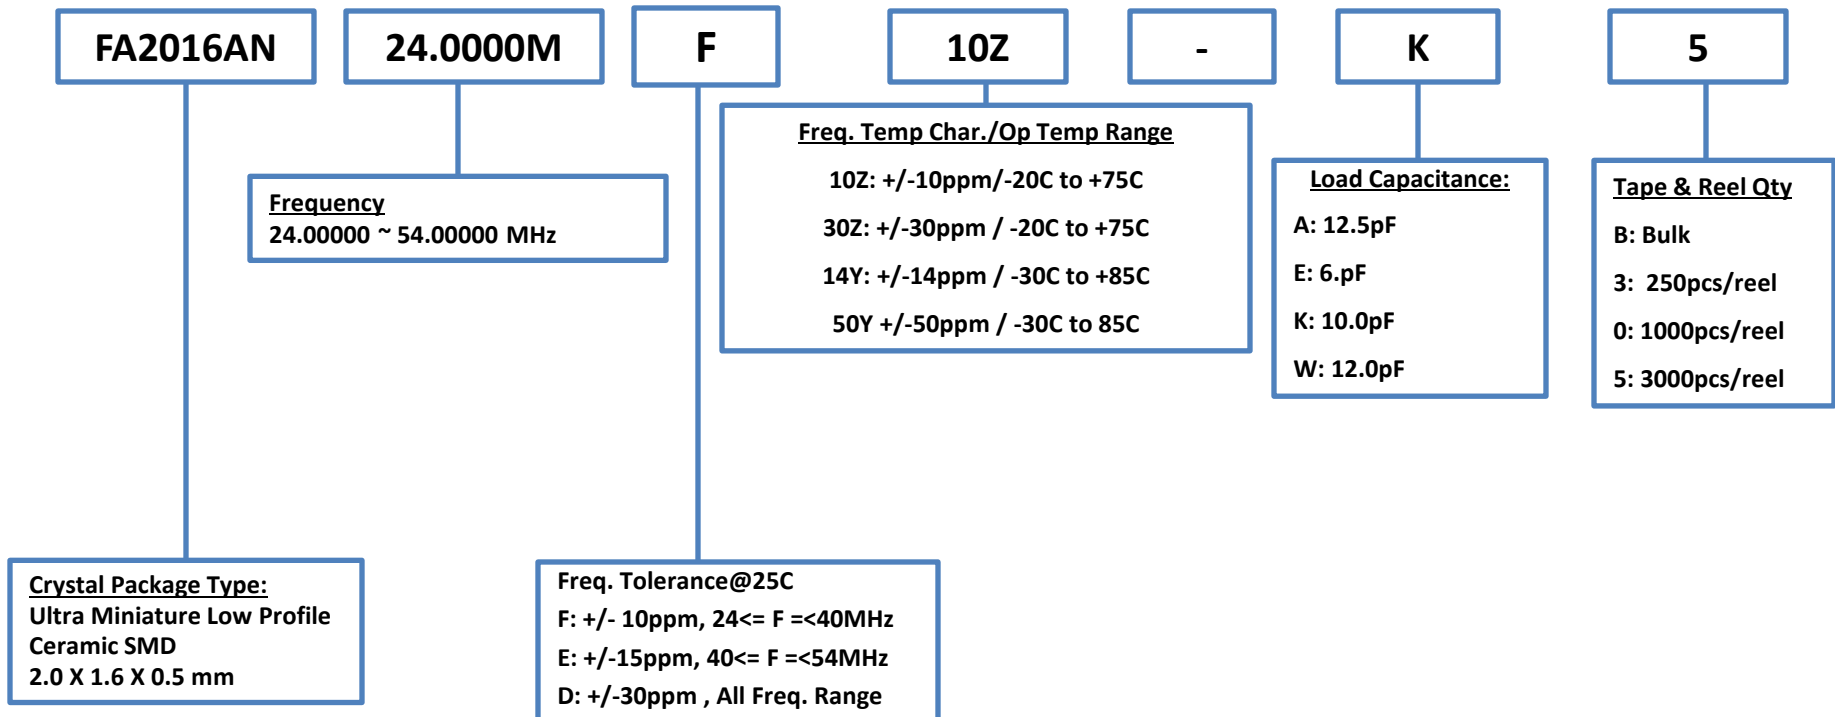 FA2016AN
24.0000M
F
10Z
-
K
5
Freq. Temp Char./Op Temp Range
10Z: +/-10ppm/-20C to +75C
30Z: +/-30ppm / -20C to +75C
14Y: +/-14ppm / -30C to +85C
50Y +/-50ppm / -30C to 85C
Frequency
24.00000 ~ 54.00000 MHz
Load Capacitance:
A: 12.5pF
E: 6.pF
K: 10.0pF
W: 12.0pF
Tape & Reel Qty
B: Bulk
3: 250pcs/reel
0: 1000pcs/reel
5: 3000pcs/reel
Crystal Package Type:
Ultra Miniature Low Profile
Ceramic SMD
2.0 X 1.6 X 0.5 mm
Freq. Tolerance@25C
F: +/- 10ppm, 24<= F =<40MHz
E: +/-15ppm, 40<= F =<54MHz
D: +/-30ppm , All Freq. Range